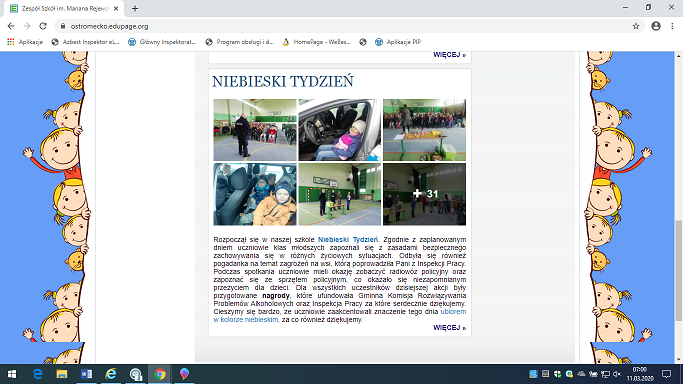 Zespół Szkół im. Mariana Rejews
ostromecko.edupage.org
Aplikacje Azbest Inspektor eL... Główny Inspektorat... Program obsługi i d... HomePage - WeBes... Aplikacje PIP
WIĘCEJ »
NIEBIESKI TYDZIEŃ
+ 31
Rozpoczął się w naszej szkole Niebieski Tydzień. Zgodnie z zaplanowanym
dniem uczniowie klas młodszych zapoznali się z zasadami bezpiecznego
zachowywania się w różnych życiowych sytuacjach. Odbyła się również
pogadanka na temat zagrożeń na wsi, którą poprowadziła Pani z Inspekcji Pracy.
Podczas spotkania uczniowie mieli okazję zobaczyć radiowóz policyjny oraz
zapoznać się ze sprzętem policyjnym, co okazało się niezapomnianym
przeżyciem dla dzieci. Dla wszystkich uczestników dzisiejszej akcji były
przygotowane nagrody, które ufundowała Gminna Komisja Rozwiązywania
Problemów Alkoholowych oraz Inspekcja Pracy za które serdecznie dziękujemy.
Cieszymy się bardzo, że uczniowie zaakcentowali znaczenie tego dnia ubiorem
w kolorze niebieskim, za co również dziękujemy.
WIĘCEJ »
07:00
11.03.2020